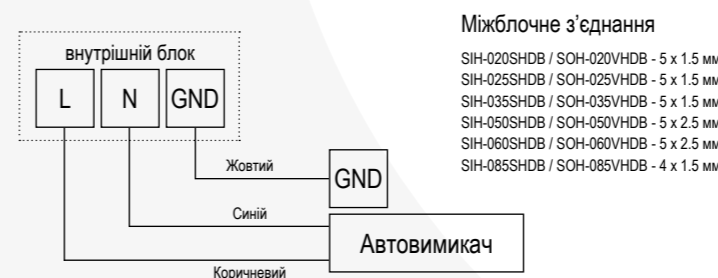 внутрішній блок
L N GND
Жовтий
GND
Синій
Автовимикач
Коричневий
Міжблочне з’єднання
SIH-020SHDB / SOH-020VHDB - 5 x 1.5 мм
SIH-025SHDB / SOH-025VHDB - 5 x 1.5 мм
SIH-035SHDB / SOH-035VHDB - 5 x 1.5 мм
SIH-050SHDB / SOH-050VHDB - 5 x 2.5 мм
SIH-060SHDB / SOH-060VHDB - 5 x 2.5 мм
SIH-085SHDB / SOH-085VHDB - 4 x 1.5 мм